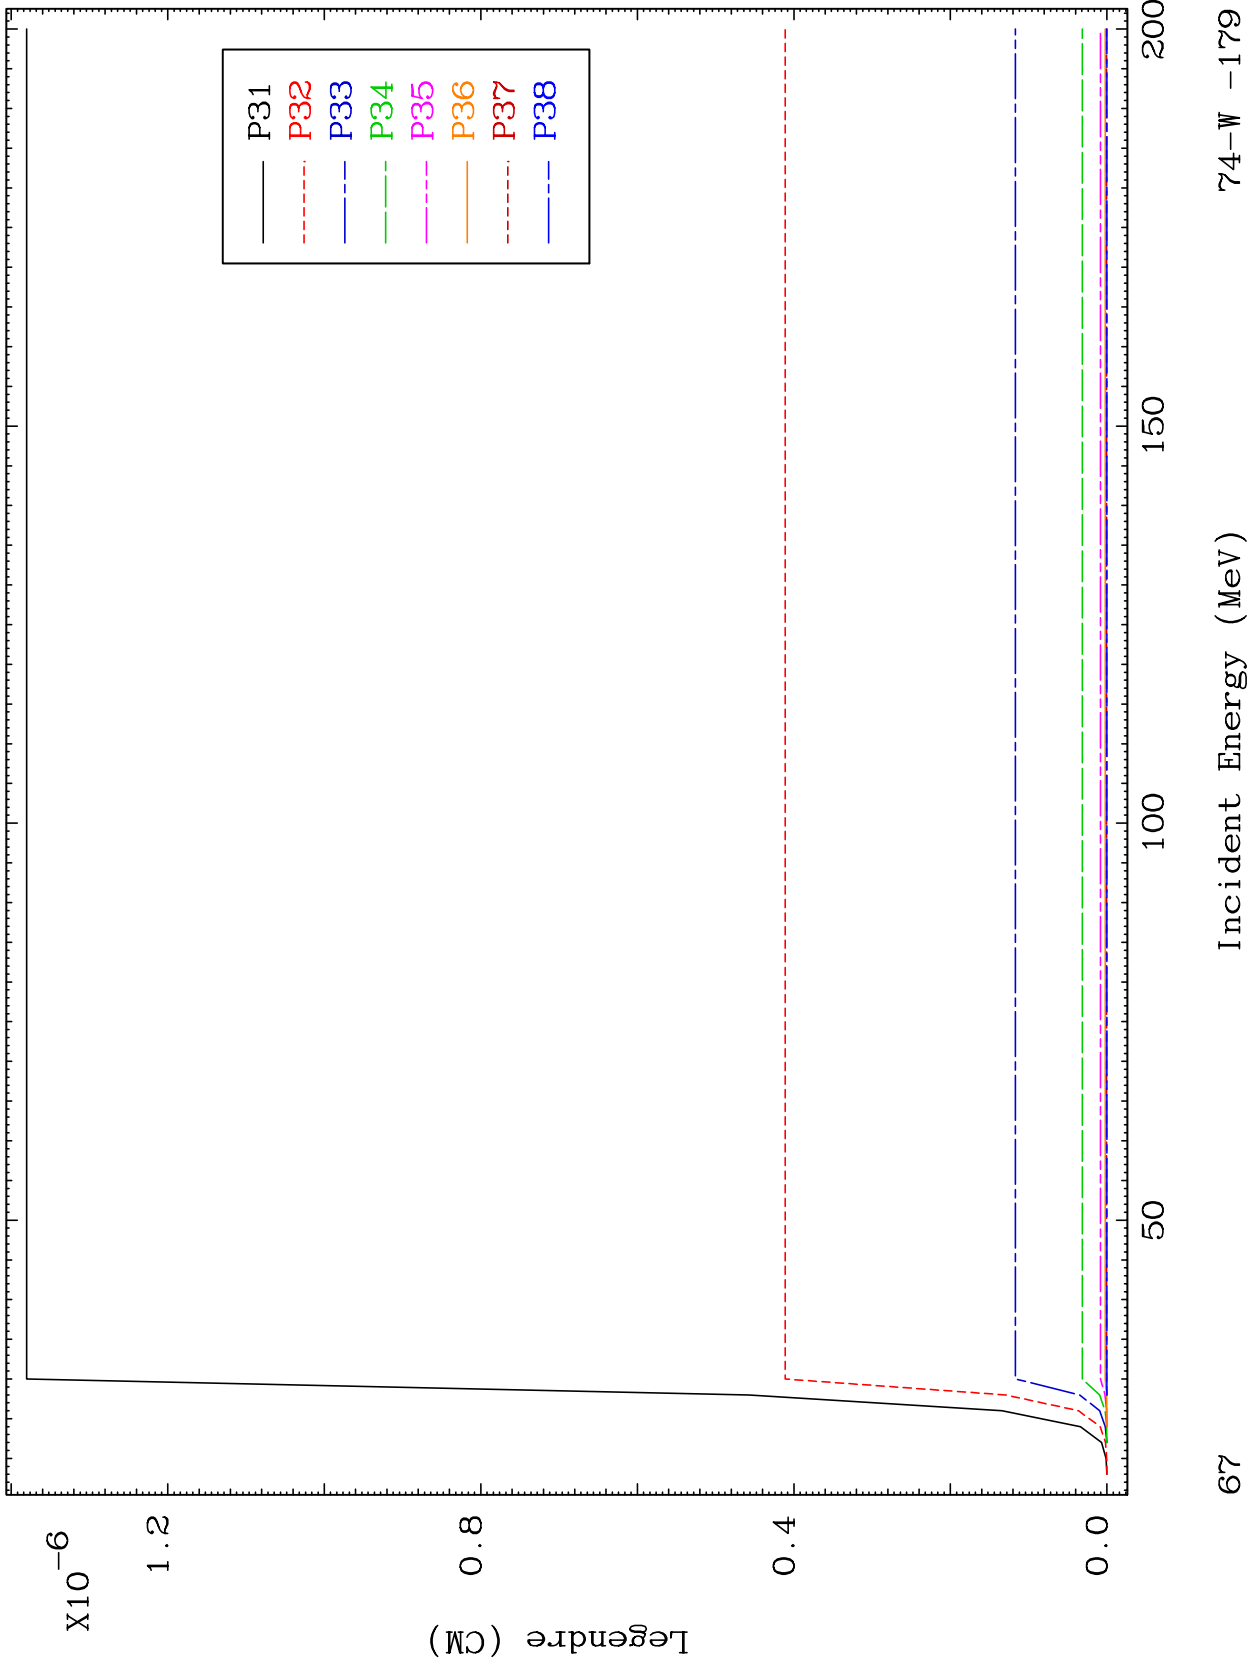 X10-6
1.2
0.8
0.4
0.0
Legendre (CM)
P31
P32
P33
P34
P35
P36
P37
P38
50
100
150
200
Incident Energy (MeV)
67
74-W -179